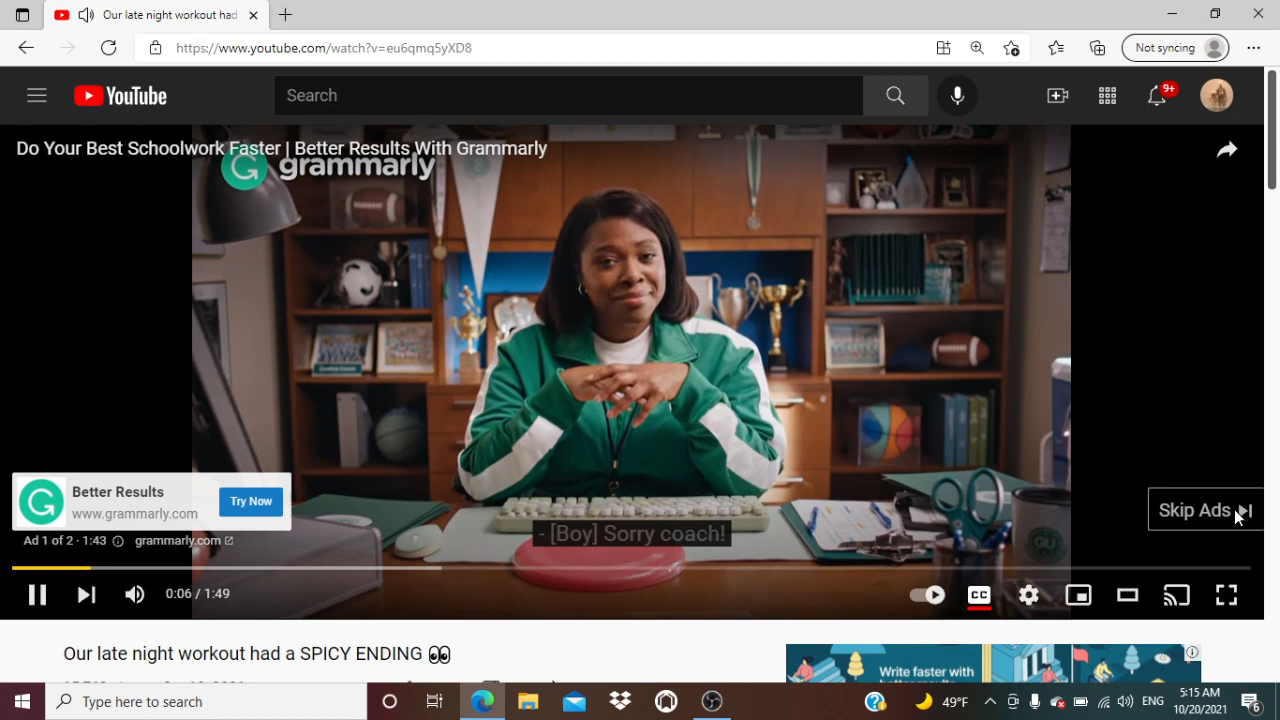 Our late night workout had
https://www.youtube.com/watch?v=eu6qmq5yXD8
Not syncing
YouTube
Search
9+
Do Your Best Schoolwork Faster | Better Results With Grammarly
grammarly
Better Results
www.grammarly.com
Try Now
Skip Ads
- [Boy] Sorry coach!
Ad 1 of 2 · 1:43
grammarly.com
0:06 / 1:49
CC
Our late night workout had a SPICY ENDING 👀
Write faster with
Type here to search
49°F
ENG
5:15 AM
10/20/2021
6